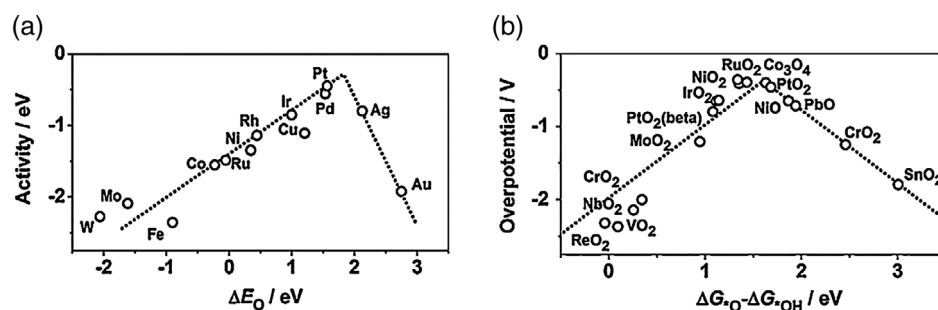 (a)
0
-1
-2
Activity / eV
W
Mo
Fe
Co
Ru
Ni
Rh
Ir
Cu
Pt
Pd
Ag
Au
-2 -1 0 1 2 3
ΔE_O / eV
(b)
0
-1
-2
Overpotential / V
RuO₂ Co₃O₄
NiO₂
PtO₂
IrO₂
NiO PbO
PtO₂(beta)
MoO₂
CrO₂
CrO₂
SnO₂
NbO₂
VO₂
ReO₂
0 1 2 3
ΔG*O-ΔG*OH / eV